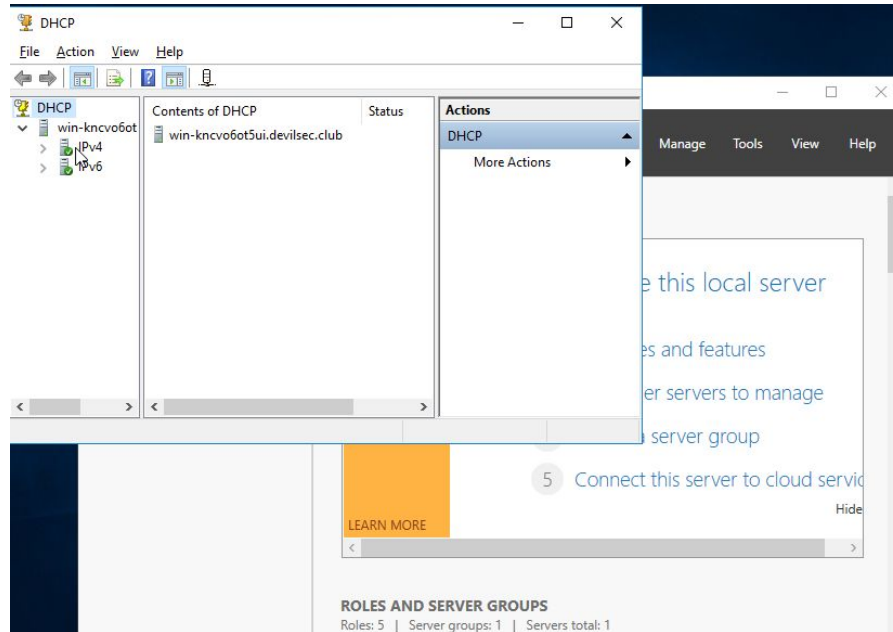 DHCP
File Action View Help
DHCP
win-kncvo6ot
IPv4
IPv6
Contents of DHCP Status
win-kncvo6ot5ui.devilsec.club
Actions
DHCP
More Actions
Manage Tools View Help
this local server
and features
servers to manage
server group
5 Connect this server to cloud
Hide
LEARN MORE
ROLES AND SERVER GROUPS
Roles: 5 | Server groups: 1 | Servers total: 1